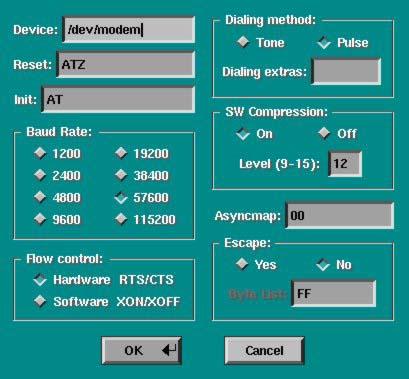 Device: /dev/modem
Reset: ATZ
Init: AT
Baud Rate:
1200 19200
2400 38400
4800 57600
9600 115200
Flow control:
Hardware RTS/CTS
Software XON/XOFF
Dialing method:
Tone Pulse
Dialing extras:
SW Compression:
On Off
Level (9-15): 12
Asyncmap: 00
Escape:
Yes No
Byte List: FF
OK Cancel